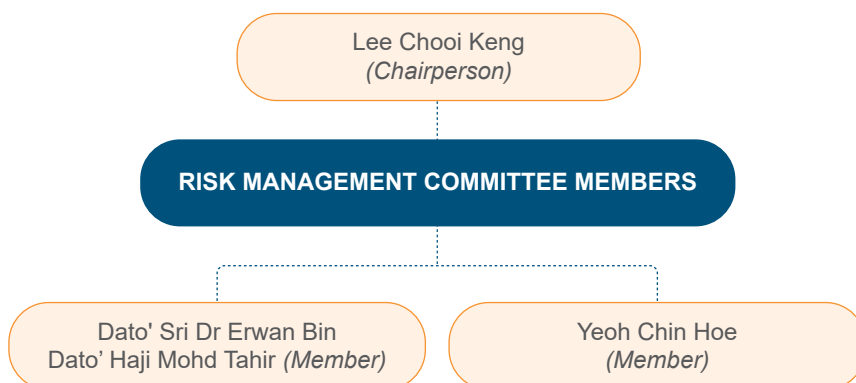 Lee Chooi Keng
(Chairperson)
RISK MANAGEMENT COMMITTEE MEMBERS
Dato' Sri Dr Erwan Bin
Dato’ Haji Mohd Tahir (Member)
Yeoh Chin Hoe
(Member)